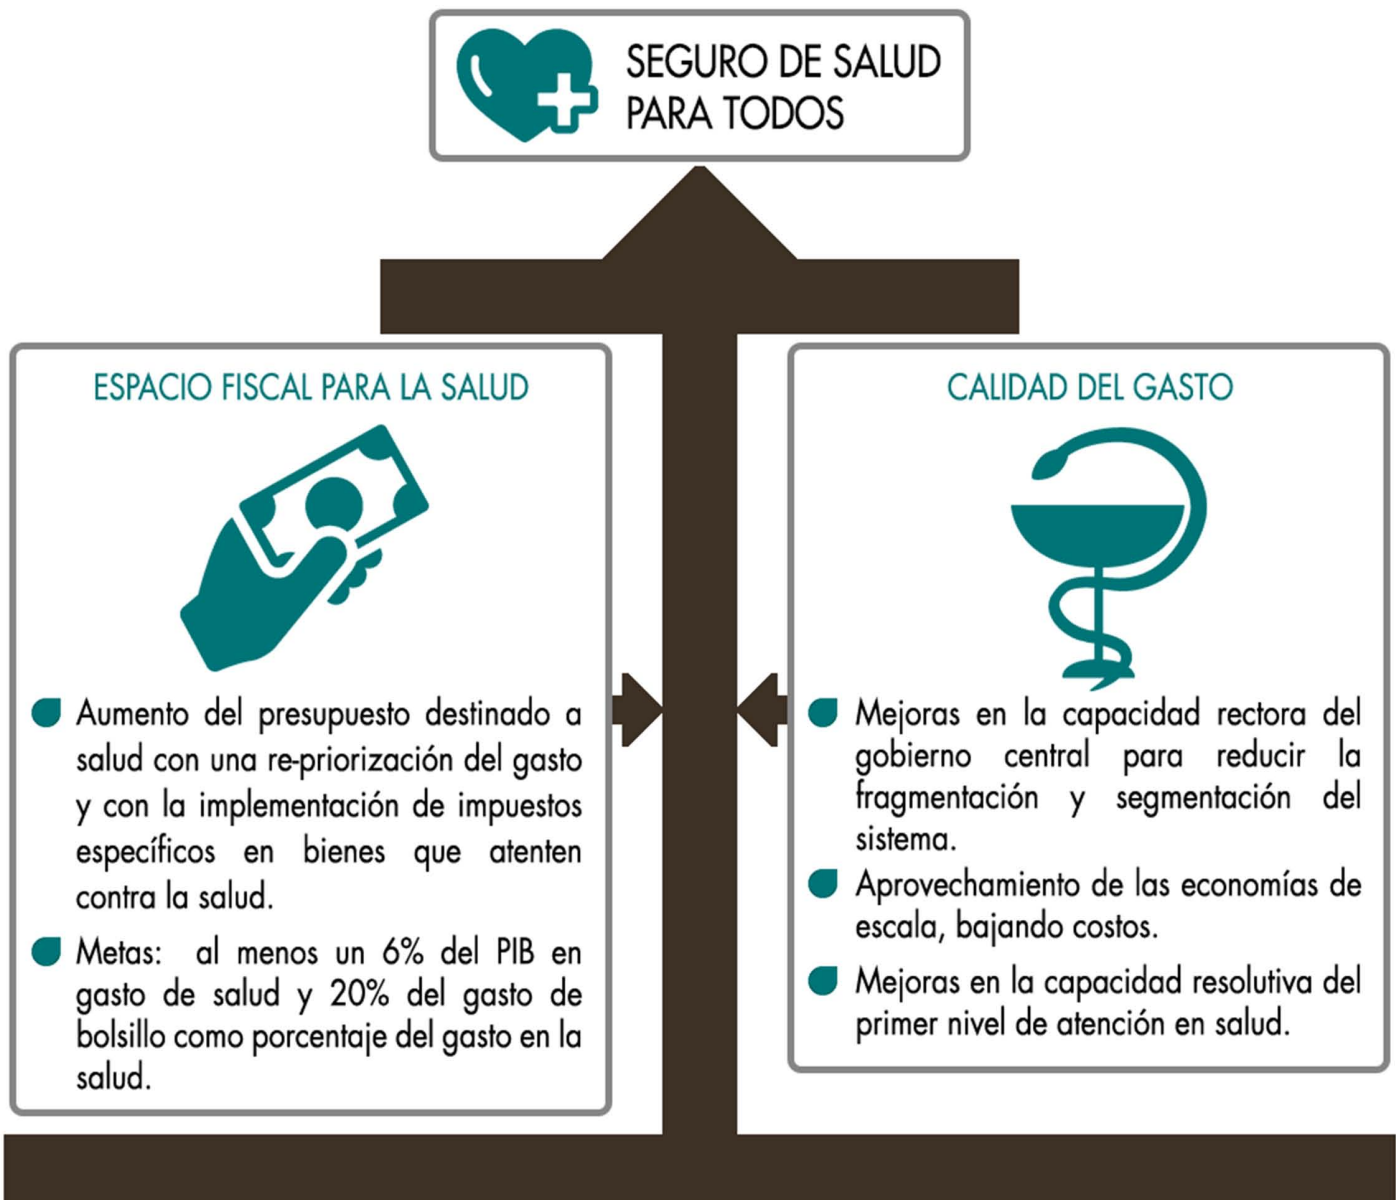 SEGURO DE SALUD
PARA TODOS
ESPACIO FISCAL PARA LA SALUD
Aumento del presupuesto destinado a
salud con una re-priorización del gasto
y con la implementación de impuestos
específicos en bienes que atenten
contra la salud.
Metas: al menos un 6% del PIB en
gasto de salud y 20% del gasto de
bolsillo como porcentaje del gasto en la
salud.
CALIDAD DEL GASTO
Mejoras en la capacidad rectora del
gobierno central para reducir la
fragmentación y segmentación del
sistema.
Aprovechamiento de las economías de
escala, bajando costos.
Mejoras en la capacidad resolutiva del
primer nivel de atención en salud.